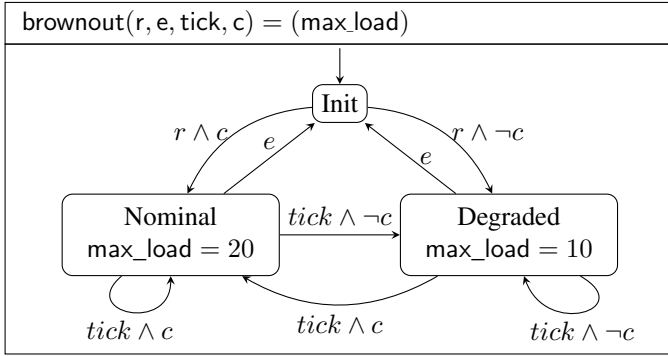 brownout(r, e, tick, c) = (max_load)
Init
r ∧ c
e
e
r ∧ ¬c
Nominal
max_load = 20
tick ∧ ¬c
Degraded
max_load = 10
tick ∧ c
tick ∧ c
tick ∧ ¬c